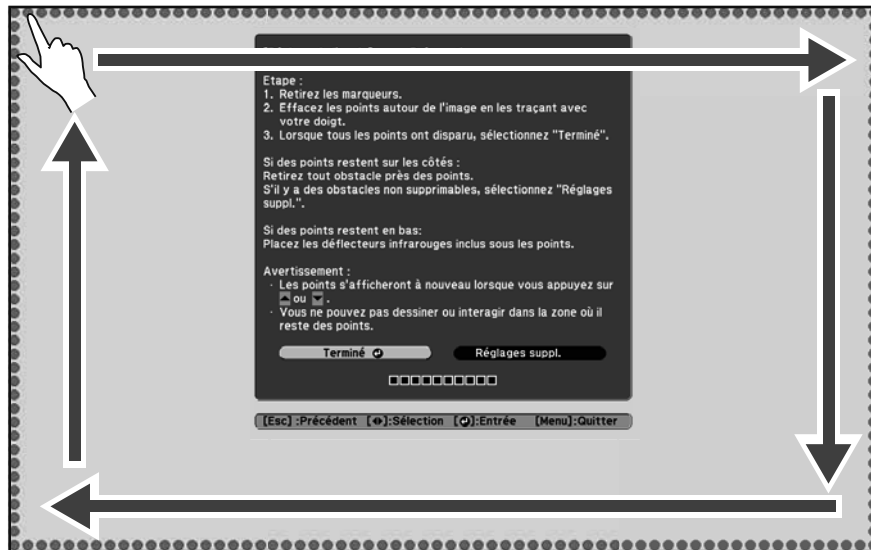 Etape :
1. Retirez les marqueurs.
2. Effacez les points autour de l'image en les traçant avec
votre doigt.
3. Lorsque tous les points ont disparu, sélectionnez "Terminé".
Si des points restent sur les côtés :
Retirez tout obstacle près des points.
S'il y a des obstacles non supprimables, sélectionnez "Réglages
suppl.".
Si des points restent en bas:
Placez les déflecteurs infrarouges inclus sous les points.
Avertissement :
· Les points s'afficheront à nouveau lorsque vous appuyez sur
▲ ou ▼ .
· Vous ne pouvez pas dessiner ou interagir dans la zone où il
reste des points.
Terminé Réglages suppl.
[Esc] :Précédent [◆]:Sélection [↵]:Entrée [Menu]:Quitter